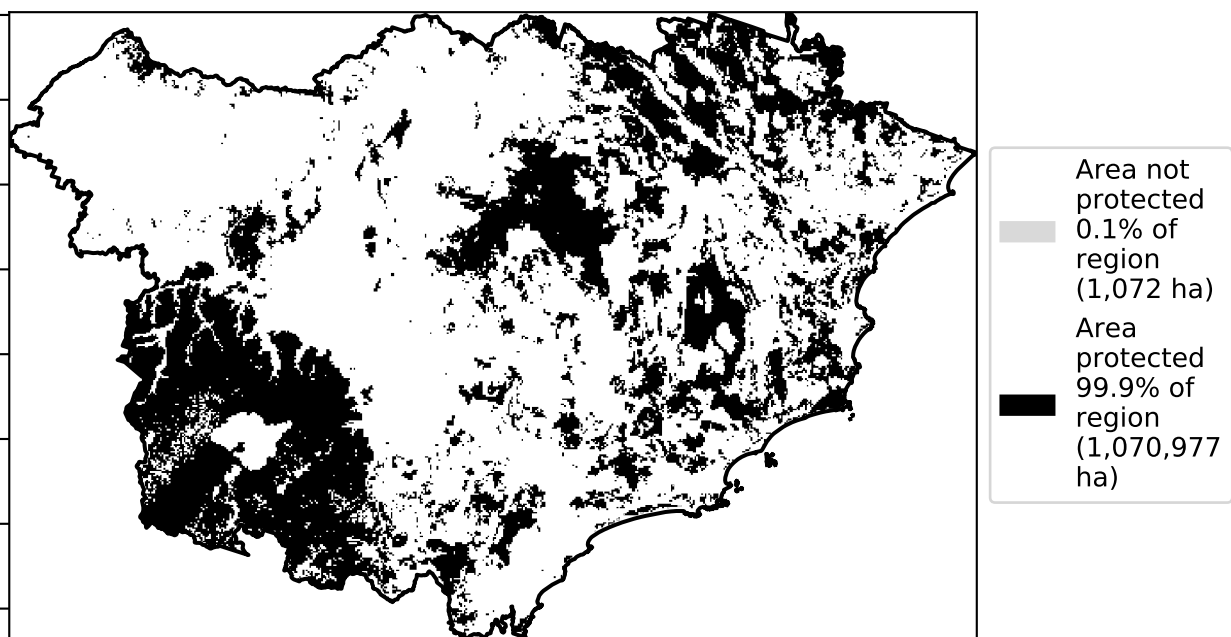 Area not
protected
0.1% of
region
(1,072 ha)
Area
protected
99.9% of
region
(1,070,977
ha)